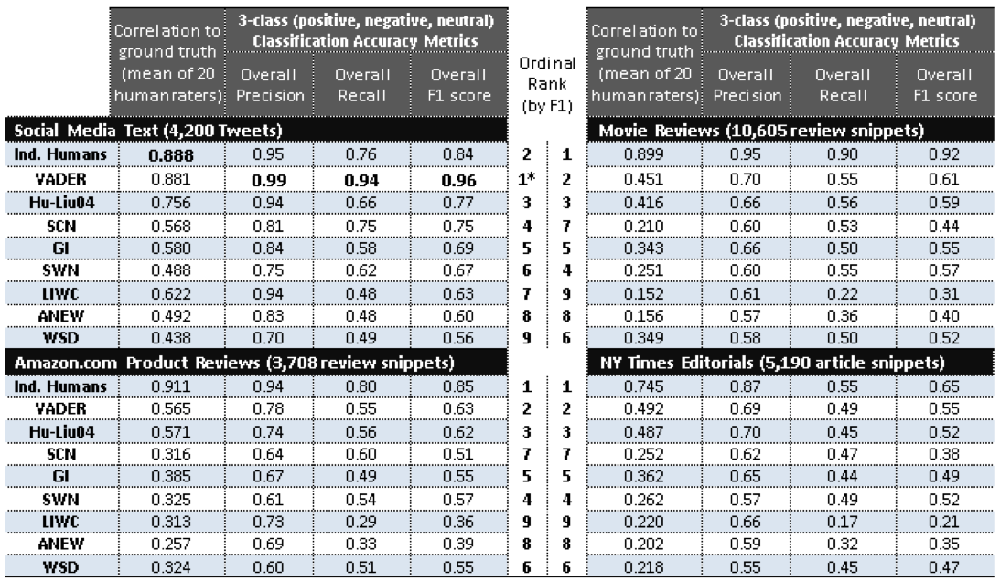 Correlation to ground truth (mean of 20 human raters) 3-class (positive, negative, neutral) Classification Accuracy Metrics Overall Precision Overall Recall Overall F1 score Ordinal Rank (by F1) Correlation to ground truth (mean of 20 human raters) 3-class (positive, negative, neutral) Classification Accuracy Metrics Overall Precision Overall Recall Overall F1 score
Social Media Text (4,200 Tweets) Movie Reviews (10,605 review snippets)
Ind. Humans 0.888 0.95 0.76 0.84 2 1 0.899 0.95 0.90 0.92
VADER 0.881 0.99 0.94 0.96 1* 2 0.451 0.70 0.55 0.61
Hu-Liu04 0.756 0.94 0.66 0.77 3 3 0.416 0.66 0.56 0.59
SCN 0.568 0.81 0.75 0.75 4 7 0.210 0.60 0.53 0.44
GI 0.580 0.84 0.58 0.69 5 5 0.343 0.66 0.50 0.55
SWN 0.488 0.75 0.62 0.67 6 4 0.251 0.60 0.55 0.57
LIWC 0.622 0.94 0.48 0.63 7 9 0.152 0.61 0.22 0.31
ANEW 0.492 0.83 0.48 0.60 8 8 0.156 0.57 0.36 0.40
WSD 0.438 0.70 0.49 0.56 9 6 0.349 0.58 0.50 0.52
Amazon.com Product Reviews (3,708 review snippets) NY Times Editorials (5,190 article snippets)
Ind. Humans 0.911 0.94 0.80 0.85 1 1 0.745 0.87 0.55 0.65
VADER 0.565 0.78 0.55 0.63 2 2 0.492 0.69 0.49 0.55
Hu-Liu04 0.571 0.74 0.56 0.62 3 3 0.487 0.70 0.45 0.52
SCN 0.316 0.64 0.60 0.51 7 7 0.252 0.62 0.47 0.38
GI 0.385 0.67 0.49 0.55 5 5 0.362 0.65 0.44 0.49
SWN 0.325 0.61 0.54 0.57 4 4 0.262 0.57 0.49 0.52
LIWC 0.313 0.73 0.29 0.36 9 9 0.220 0.66 0.17 0.21
ANEW 0.257 0.69 0.33 0.39 8 8 0.202 0.59 0.32 0.35
WSD 0.324 0.60 0.51 0.55 6 6 0.218 0.55 0.45 0.47